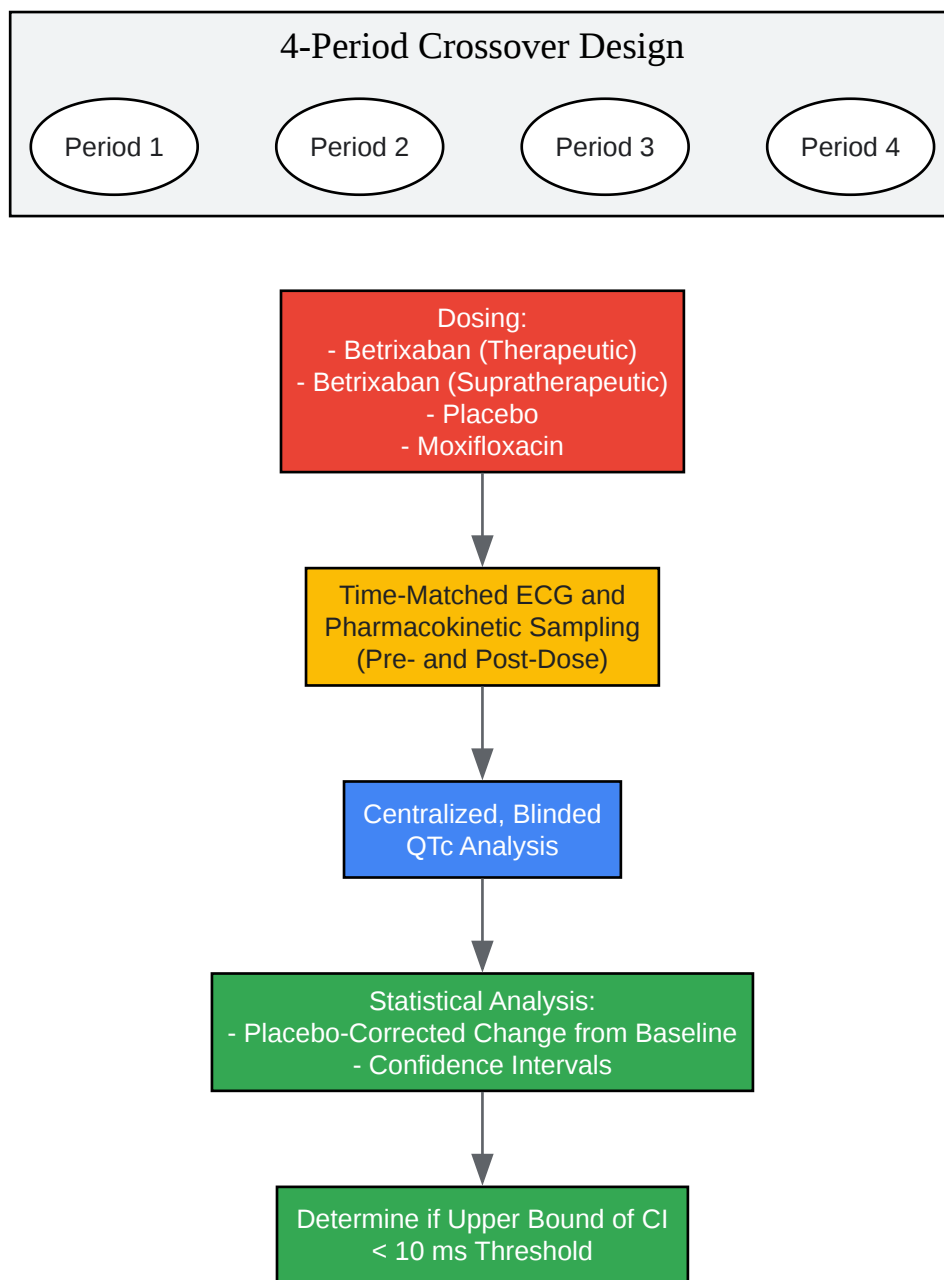 4-Period Crossover Design
Period 1
Period 2
Period 3
Period 4
Dosing:
- Betrixaban (Therapeutic)
- Betrixaban (Supratherapeutic)
- Placebo
- Moxifloxacin
Time-Matched ECG and
Pharmacokinetic Sampling
(Pre- and Post-Dose)
Centralized, Blinded
QTc Analysis
Statistical Analysis:
- Placebo-Corrected Change from Baseline
- Confidence Intervals
Determine if Upper Bound of CI
< 10 ms Threshold